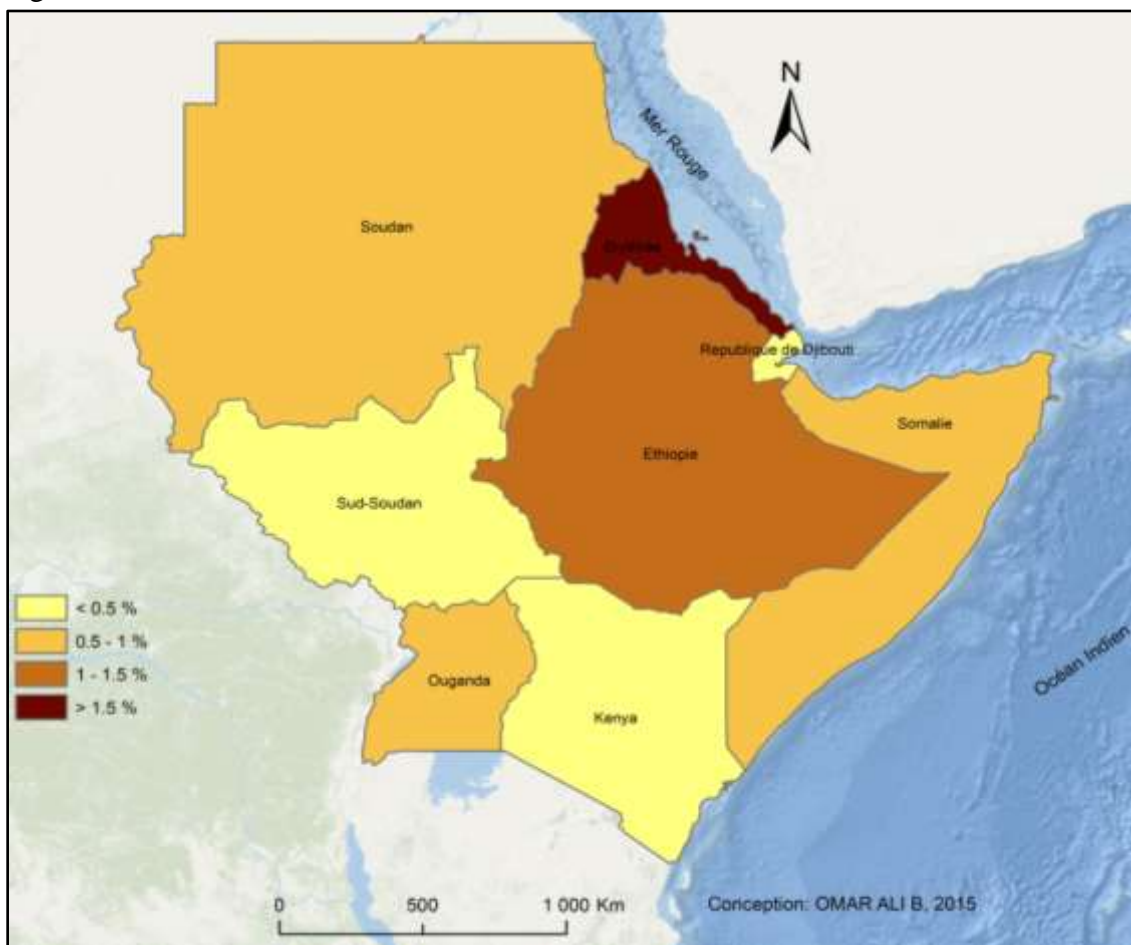 N
Mer Rouge
Soudan
Republique de Djibouti
Somalie
Ethiopie
Sud-Soudan
< 0.5 %
0.5 - 1 %
1 - 1.5 %
> 1.5 %
Ouganda
Kenya
Océan Indien
0 500 1 000 Km
Conception: OMAR ALI B, 2015